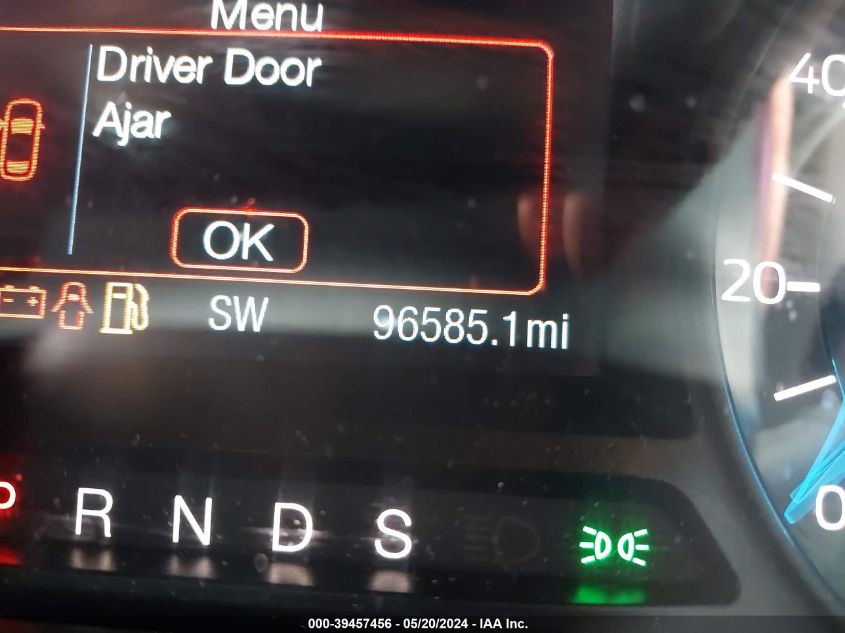 Menu
Driver Door
Ajar
OK
SW 96585.1mi
40
20
0
P R N D S
000-39457456 - 05/20/2024 - IAA Inc.